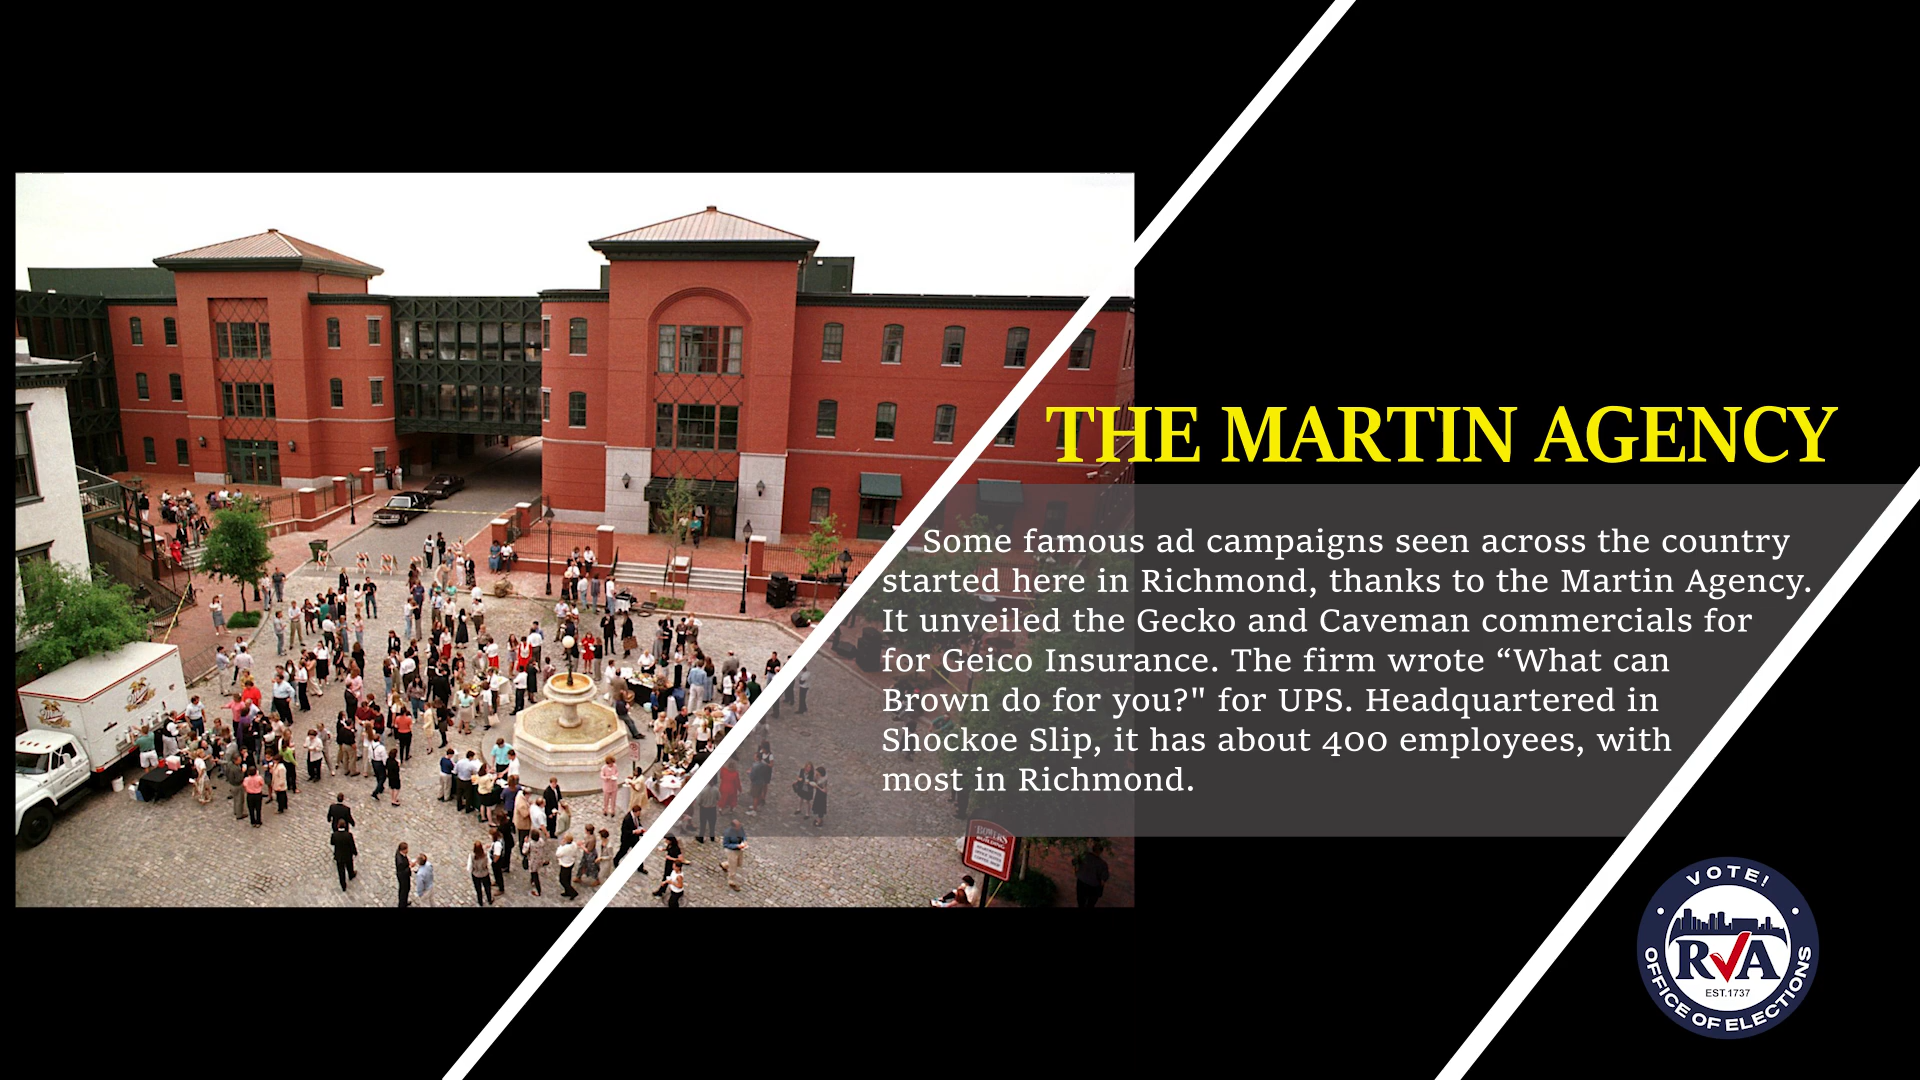 THE MARTIN AGENCY
Some famous ad campaigns seen across the country
started here in Richmond, thanks to the Martin Agency.
It unveiled the Gecko and Caveman commercials for
for Geico Insurance. The firm wrote “What can
Brown do for you?" for UPS. Headquartered in
Shockoe Slip, it has about 400 employees, with
most in Richmond.
BOWERS
VOTE!
RVA
EST.1737
OFFICE OF ELECTIONS